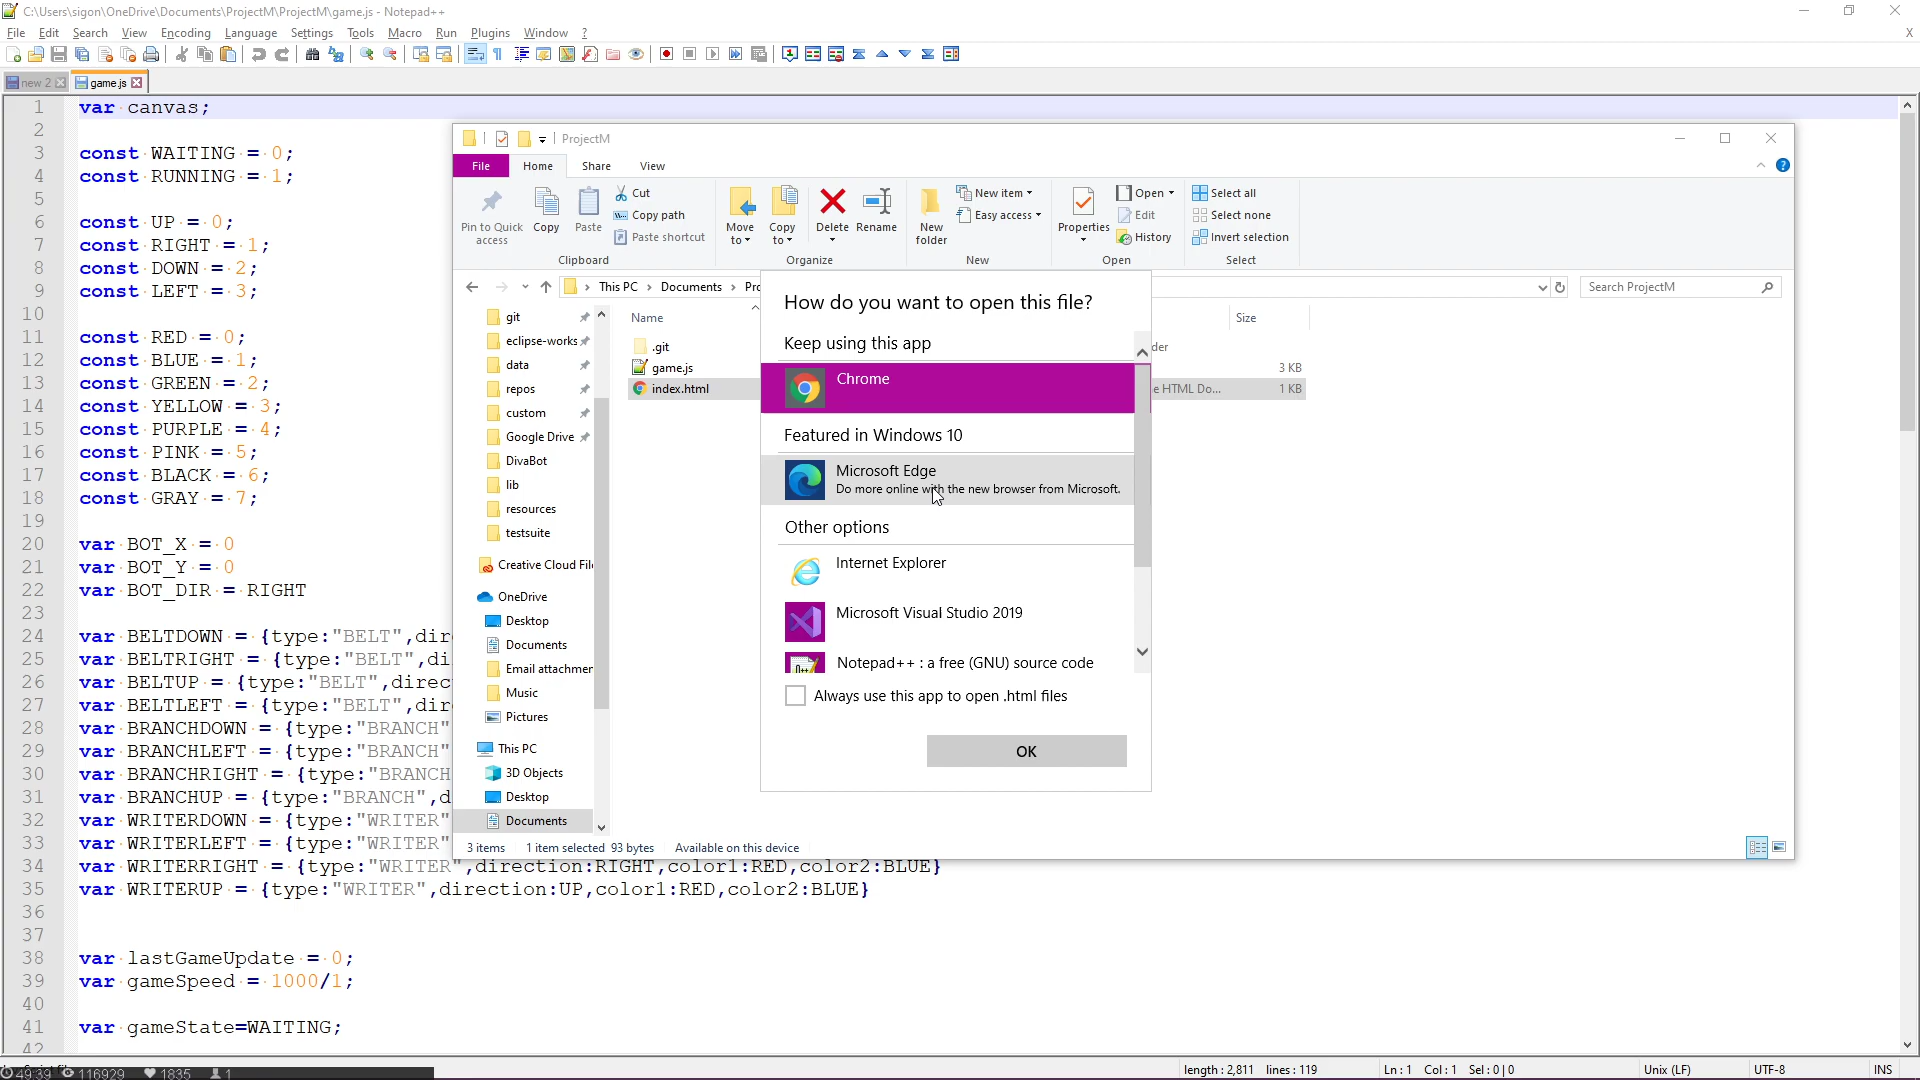 C:\Users\sigon\OneDrive\Documents\ProjectM\ProjectM\game.js - Notepad++
File Edit Search View Encoding Language Settings Tools Macro Run Plugins Window ? X
new 2 game.js
1 var canvas;
2
3 const WAITING = 0;
4 const RUNNING = 1;
5
6 const UP = 0;
7 const RIGHT = 1;
8 const DOWN = 2;
9 const LEFT = 3;
10
11 const RED = 0;
12 const BLUE = 1;
13 const GREEN = 2;
14 const YELLOW = 3;
15 const PURPLE = 4;
16 const PINK = 5;
17 const BLACK = 6;
18 const GRAY = 7;
19
20 var BOT_X = 0
21 var BOT_Y = 0
22 var BOT_DIR = RIGHT
23
24 var BELTDOWN = {type:"BELT",dir
25 var BELTRIGHT = {type:"BELT",di
26 var BELTUP = {type:"BELT",direc
27 var BELTLEFT = {type:"BELT",dir
28 var BRANCHDOWN = {type:"BRANCH"
29 var BRANCHLEFT = {type:"BRANCH"
30 var BRANCHRIGHT = {type:"BRANCH
31 var BRANCHUP = {type:"BRANCH",d
32 var WRITERDOWN = {type:"WRITER"
33 var WRITERLEFT = {type:"WRITER"
34 var WRITERRIGHT = {type:"WRITER",direction:RIGHT,color1:RED,color2:BLUE}
35 var WRITERUP = {type:"WRITER",direction:UP,color1:RED,color2:BLUE}
36
37
38 var lastGameUpdate = 0;
39 var gameSpeed = 1000/1;
40
41 var gameState=WAITING;
42
ProjectM
File Home Share View
Pin to Quick access
Copy
Paste
Cut
Copy path
Paste shortcut
Clipboard
Move to
Copy to
Delete
Rename
Organize
New folder
New item
Easy access
New
Properties
Open
Edit
History
Open
Select all
Select none
Invert selection
Select
This PC > Documents > Prc
Search ProjectM
git
eclipse-works
data
repos
custom
Google Drive
DivaBot
lib
resources
testsuite
Creative Cloud Fil
OneDrive
Desktop
Documents
Email attachmer
Music
Pictures
This PC
3D Objects
Desktop
Documents
Name Size
.git der
game.js 3 KB
index.html e HTML Do... 1 KB
How do you want to open this file?
Keep using this app
Chrome
Featured in Windows 10
Microsoft Edge
Do more online with the new browser from Microsoft.
Other options
Internet Explorer
Microsoft Visual Studio 2019
Notepad++ : a free (GNU) source code
Always use this app to open .html files
OK
3 items 1 item selected 93 bytes Available on this device
49:39 116929 1835 1
length : 2,811 lines : 119 Ln : 1 Col : 1 Sel : 0 | 0 Unix (LF) UTF-8 INS